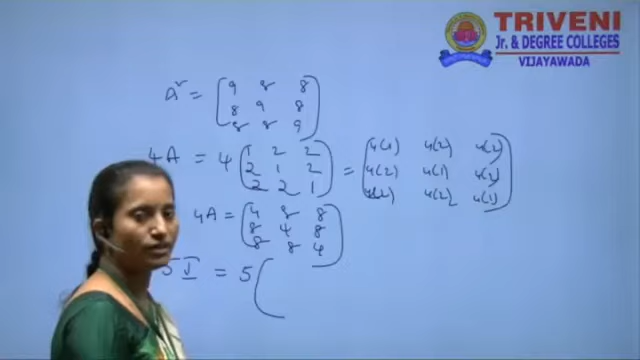 TRIVENI
Jr. & DEGREE COLLEGES
VIJAYAWADA
A² = [9 8 8
8 9 8
8 8 9]
4A = 4 [1 2 2
2 1 2
2 2 1] = [4(1) 4(2) 4(2)
4(2) 4(1) 4(2)
4(2) 4(2) 4(1)]
4A = [4 8 8
8 4 8
8 8 4]
5I = 5 [